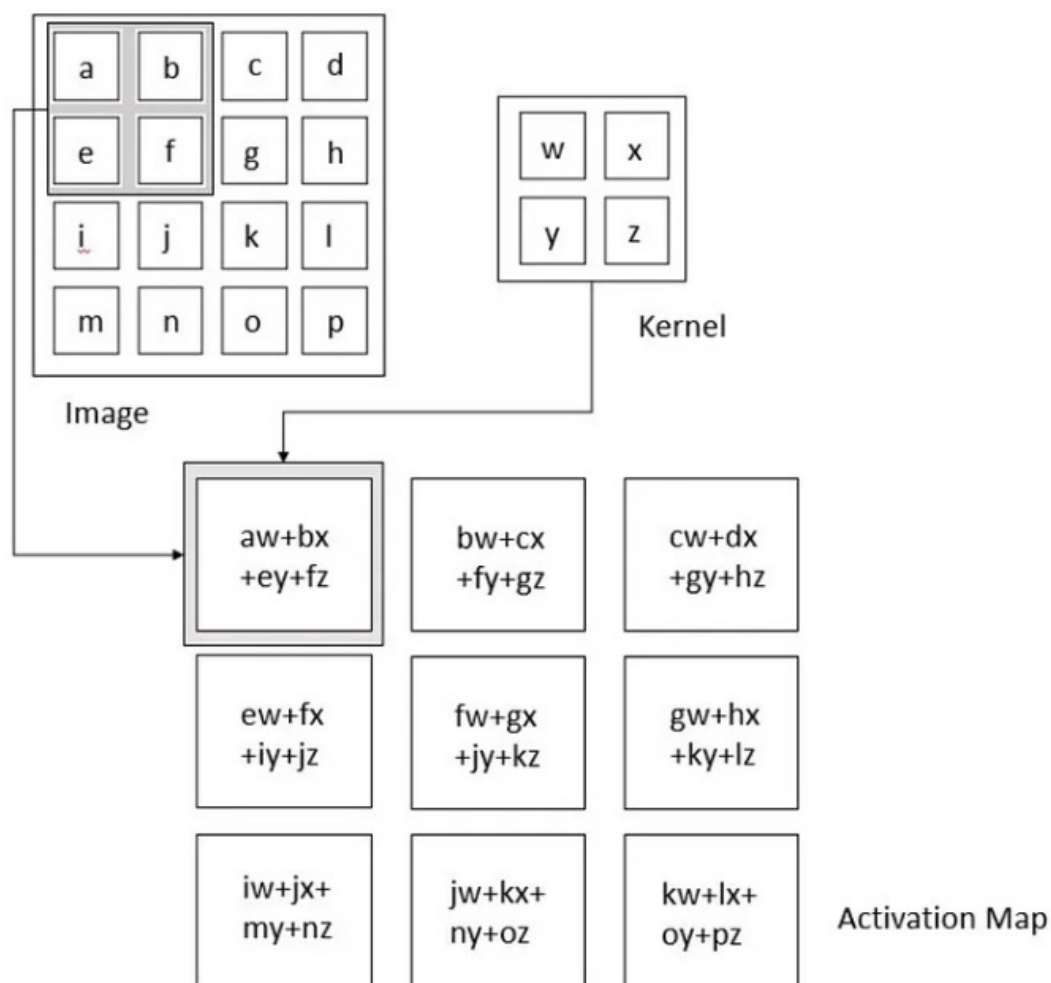 a b c d
w x
e f g h
y z
i j k l
m n o p
Kernel
Image
aw+bx
+ey+fz
bw+cx
+fy+gz
cw+dx
+gy+hz
ew+fx
+iy+jz
fw+gx
+jy+kz
gw+hx
+ky+lz
iw+jx+
my+nz
jw+kx+
ny+oz
kw+lx+
oy+pz
Activation Map